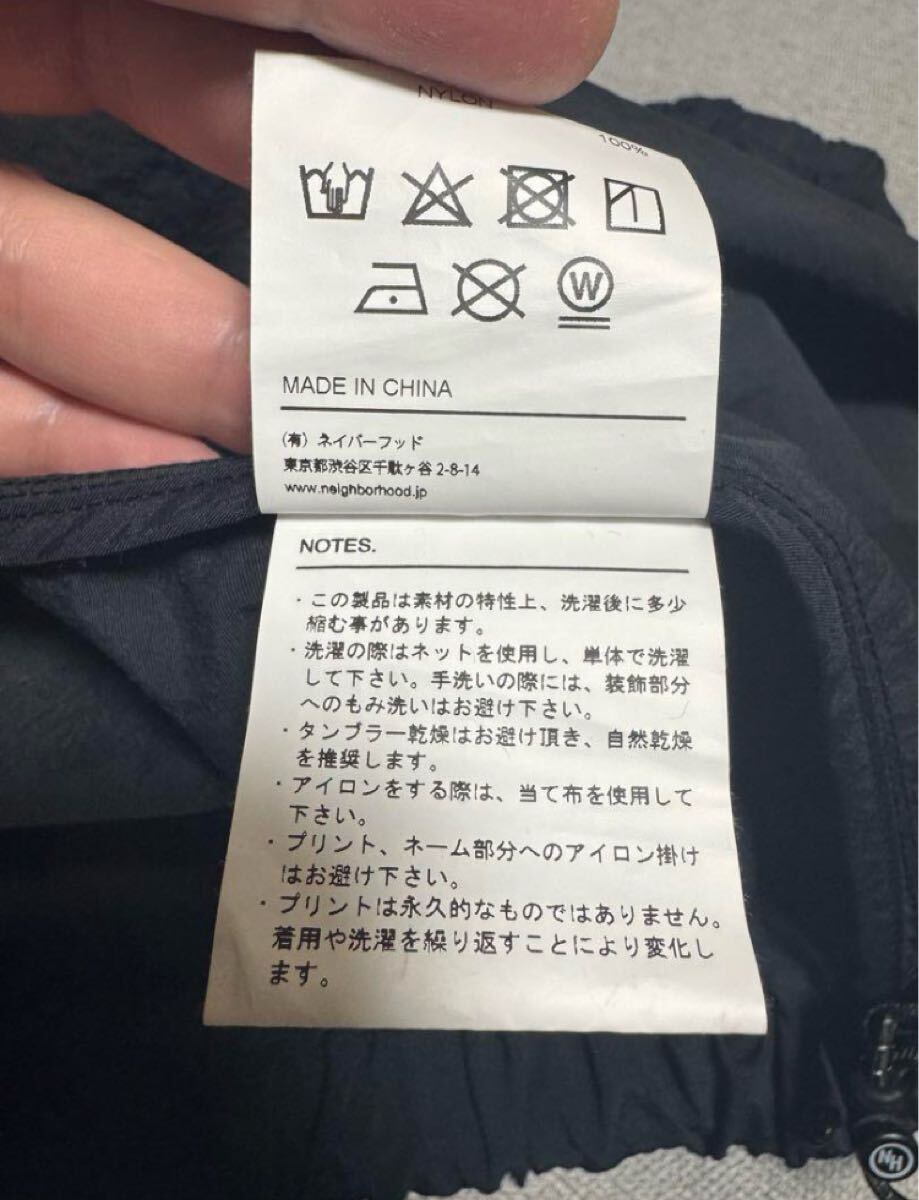 NYLON
100%
W
MADE IN CHINA
(有) ネイバーフッド
東京都渋谷区千駄ヶ谷 2-8-14
www.neighborhood.jp
NOTES.
・この製品は素材の特性上、洗濯後に多少
縮む事があります。
・洗濯の際はネットを使用し、単体で洗濯
して下さい。手洗いの際には、装飾部分
へのもみ洗いはお避け下さい。
・タンブラー乾燥はお避け頂き、自然乾燥
を推奨します。
・アイロンをする際は、当て布を使用して
下さい。
・プリント、ネーム部分へのアイロン掛け
はお避け下さい。
・プリントは永久的なものではありません。
着用や洗濯を繰り返すことにより変化し
ます。
NH